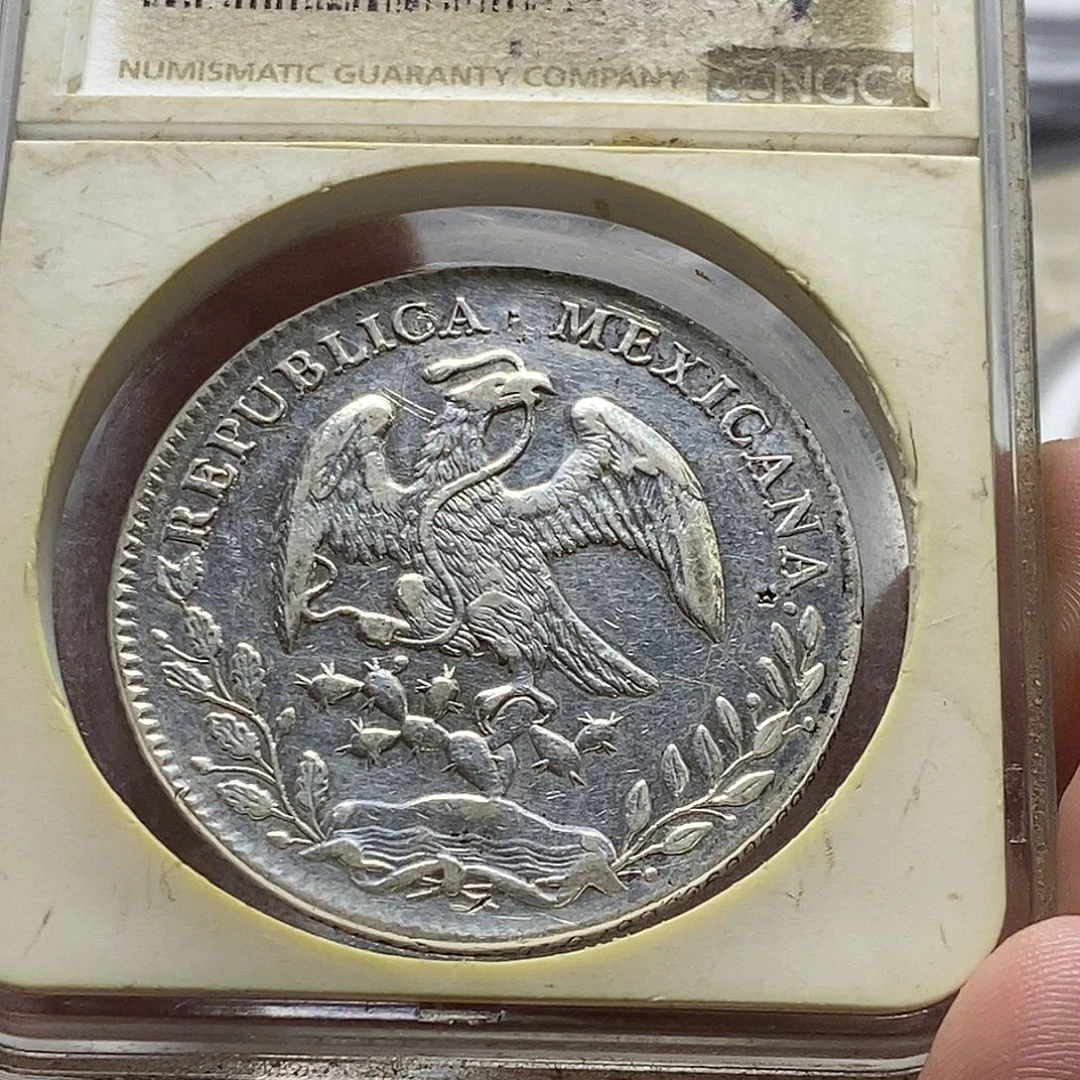 NUMISMATIC GUARANTY COMPANY NGC®
REPUBLICA MEXICANA.